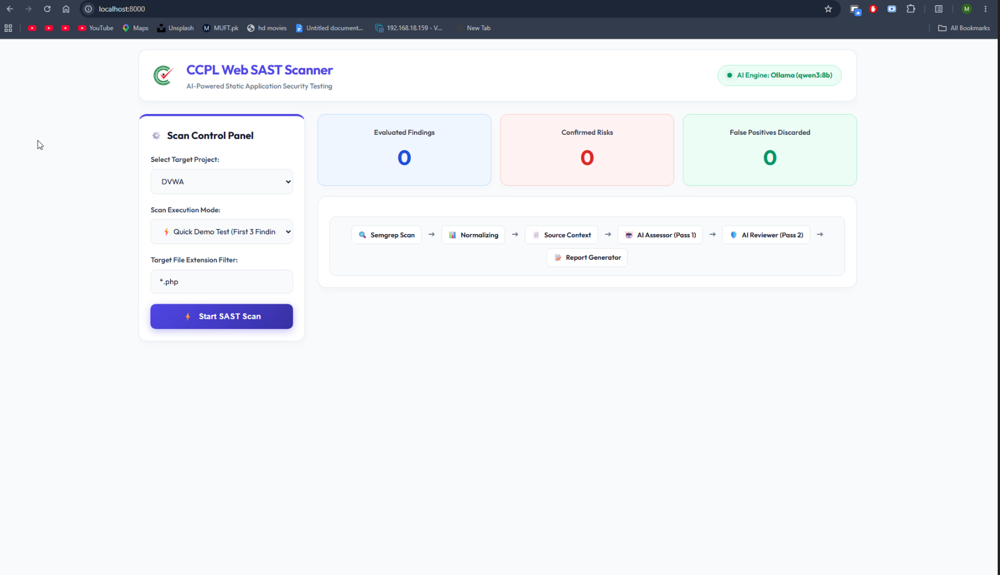 localhost:8000
M
YouTube
Maps
Unsplash
M MUFT.pk
hd movies
Untitled document...
192.168.18.159 - V...
New Tab
All Bookmarks
CCPL Web SAST Scanner
AI-Powered Static Application Security Testing
AI Engine: Ollama (qwen3:8b)
Scan Control Panel
Select Target Project:
DVWA
Scan Execution Mode:
Quick Demo Test (First 3 Findin
Target File Extension Filter:
*.php
Start SAST Scan
Evaluated Findings
0
Confirmed Risks
0
False Positives Discarded
0
Semgrep Scan → Normalizing → Source Context → AI Assessor (Pass 1) → AI Reviewer (Pass 2) →
Report Generator